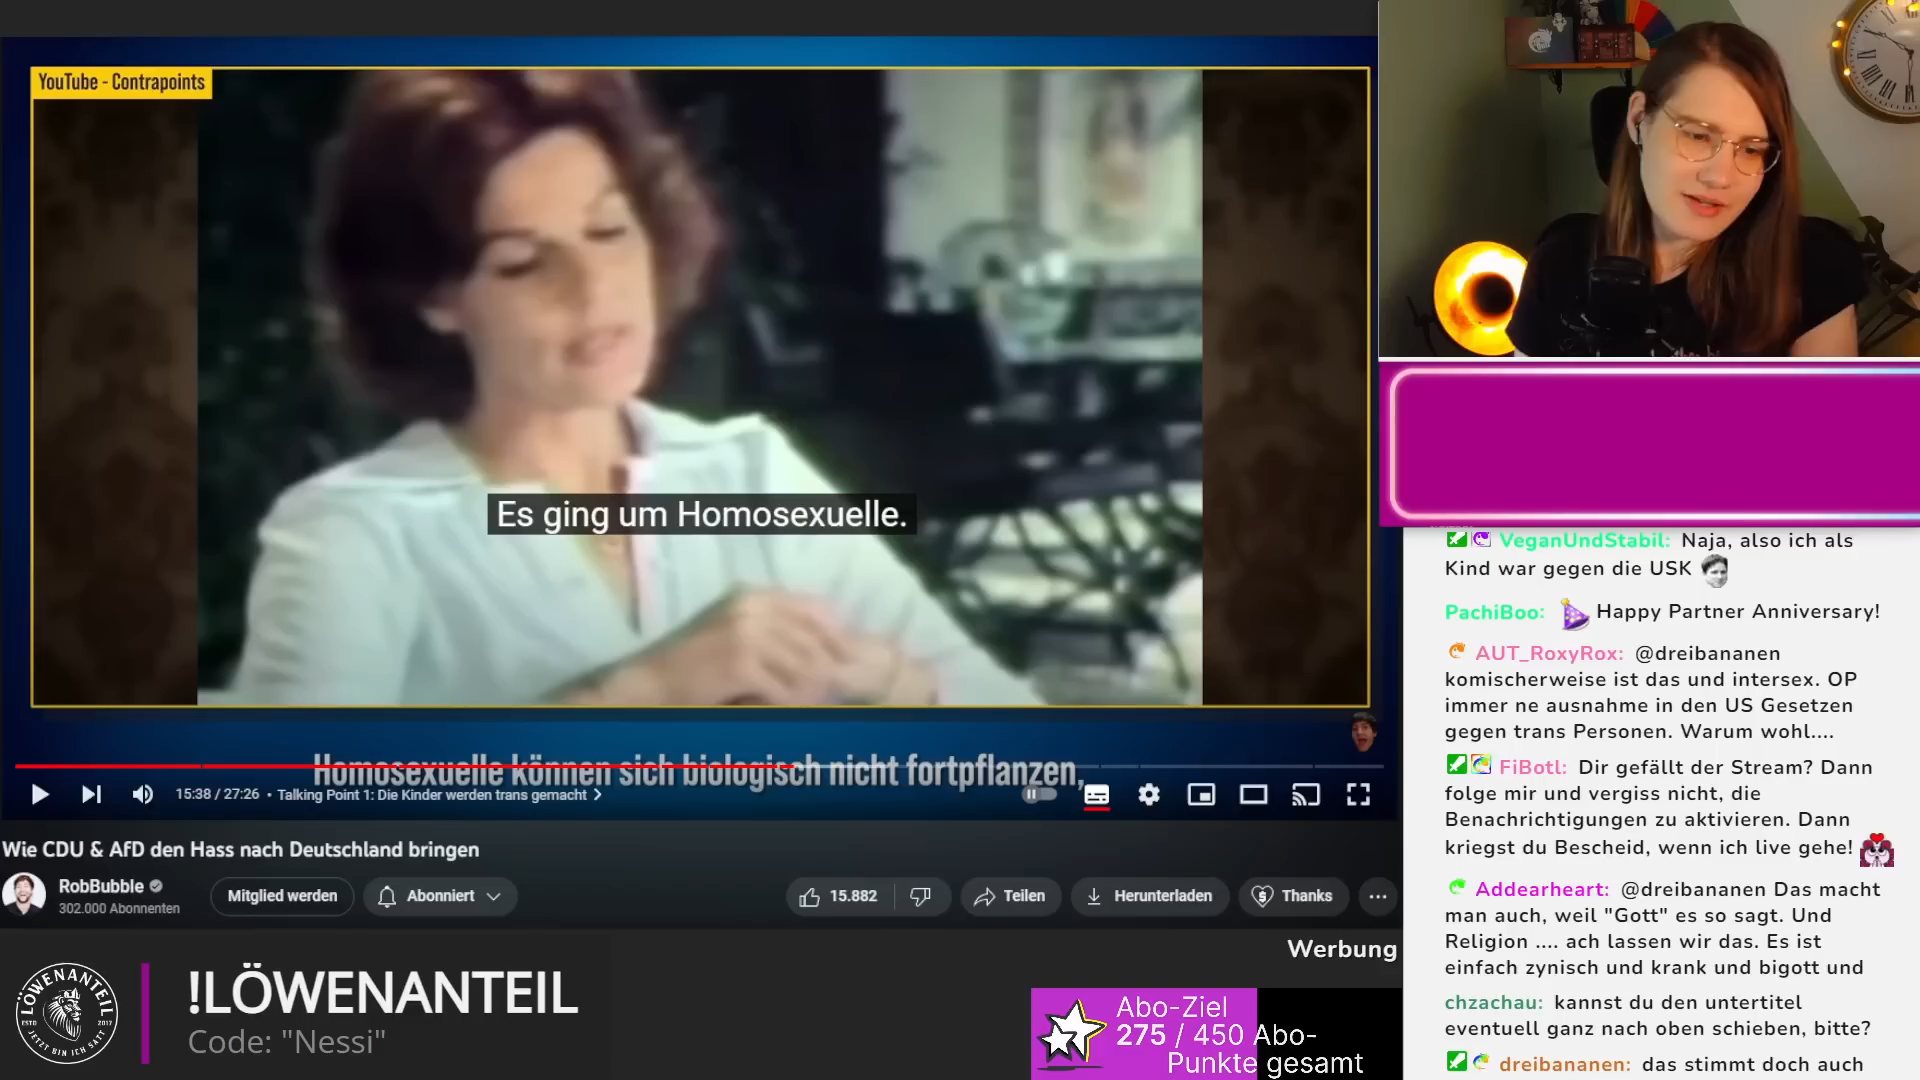 YouTube - Contrapoints
Es ging um Homosexuelle.
Homosexuelle können sich biologisch nicht fortpflanzen,
15:38 / 27:26 • Talking Point 1: Die Kinder werden trans gemacht
Wie CDU & AfD den Hass nach Deutschland bringen
RobBubble
302.000 Abonnenten
Mitglied werden
Abonniert
15.882
Teilen
Herunterladen
Thanks
Werbung
LÖWENANTEIL
ESTD 2017
JETZT BIN ICH SATT
!LÖWENANTEIL
Code: "Nessi"
Abo-Ziel
275 / 450 Abo-
Punkte gesamt
VeganUndStabil: Naja, also ich als
Kind war gegen die USK
PachiBoo: Happy Partner Anniversary!
AUT_RoxyRox: @dreibananen
komischerweise ist das und intersex. OP
immer ne ausnahme in den US Gesetzen
gegen trans Personen. Warum wohl....
FiBotl: Dir gefällt der Stream? Dann
folge mir und vergiss nicht, die
Benachrichtigungen zu aktivieren. Dann
kriegst du Bescheid, wenn ich live gehe!
Addearheart: @dreibananen Das macht
man auch, weil "Gott" es so sagt. Und
Religion .... ach lassen wir das. Es ist
einfach zynisch und krank und bigott und
chzachau: kannst du den untertitel
eventuell ganz nach oben schieben, bitte?
dreibananen: das stimmt doch auch